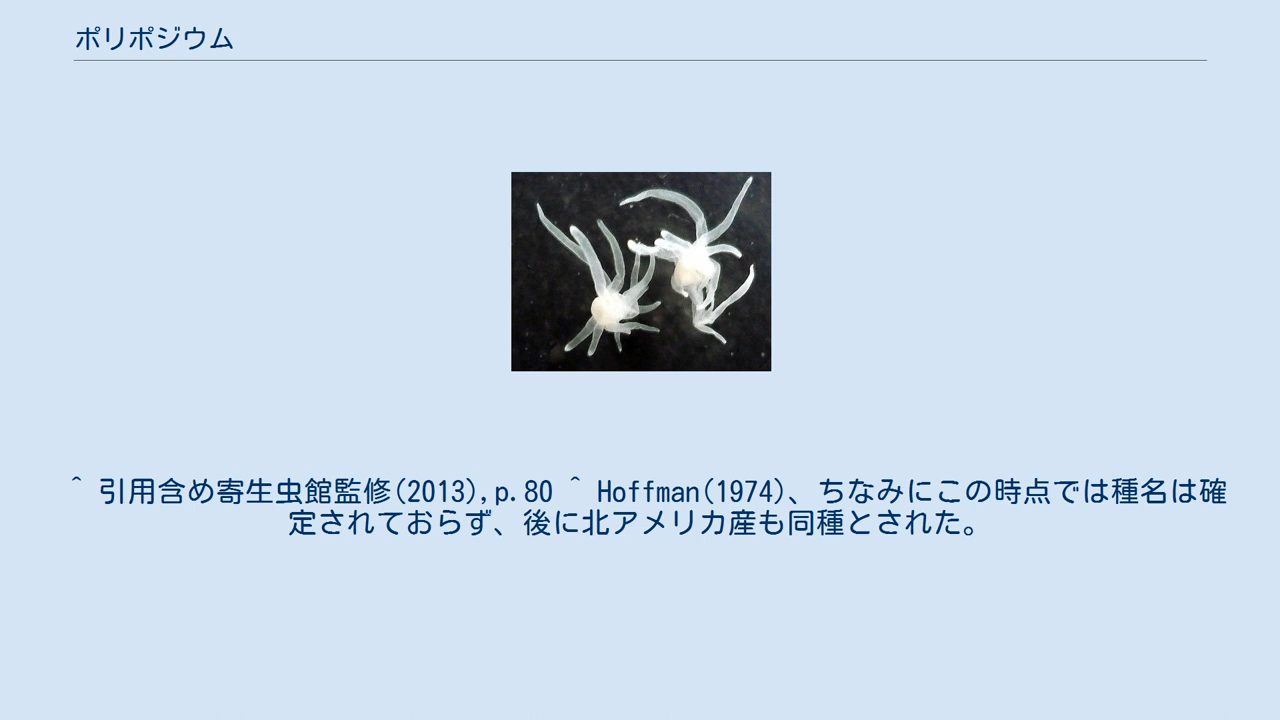 ポリポジウム
^ 引用含め寄生虫館監修(2013),p.80 ^ Hoffman(1974)、ちなみにこの時点では種名は確
定されておらず、後に北アメリカ産も同種とされた。